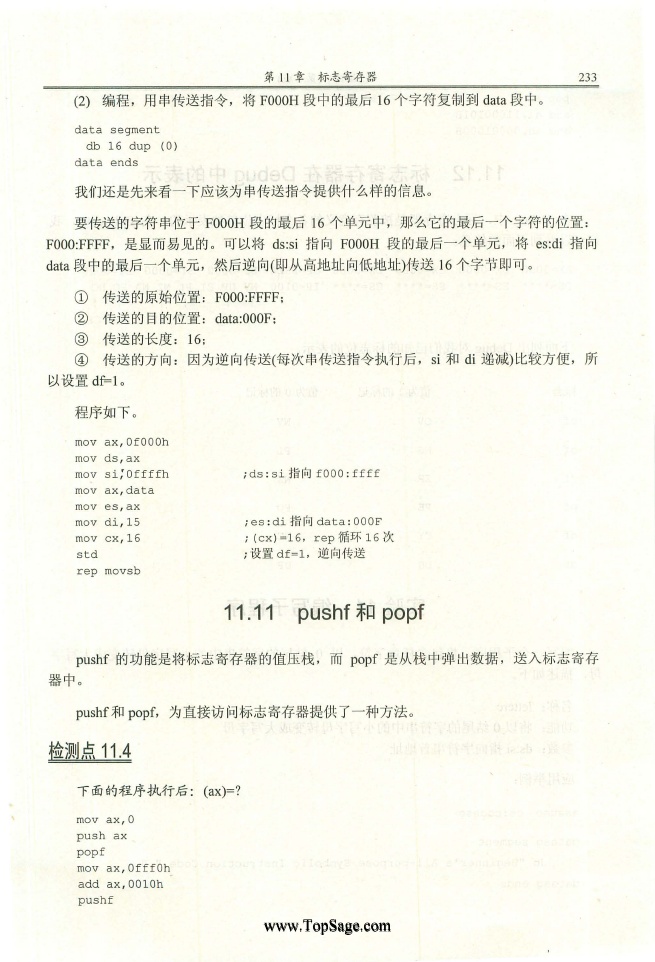 第 11 章 标志寄存器 233
(2) 编程，用串传送指令，将 F000H 段中的最后 16 个字符复制到 data 段中。
data segment
db 16 dup (0)
data ends
我们还是先来看一下应该为串传送指令提供什么样的信息。
要传送的字符串位于 F000H 段的最后 16 个单元中，那么它的最后一个字符的位置：
F000:FFFF，是显而易见的。可以将 ds:si 指向 F000H 段的最后一个单元，将 es:di 指向
data 段中的最后一个单元，然后逆向(即从高地址向低地址)传送 16 个字节即可。
① 传送的原始位置：F000:FFFF；
② 传送的目的位置：data:000F；
③ 传送的长度：16；
④ 传送的方向：因为逆向传送(每次串传送指令执行后，si 和 di 递减)比较方便，所
以设置 df=1。
程序如下。
mov ax,0f000h
mov ds,ax
mov si,0ffffh ;ds:si 指向 f000:ffff
mov ax,data
mov es,ax
mov di,15 ;es:di 指向 data:000F
mov cx,16 ;(cx)=16，rep 循环 16 次
std ;设置 df=1，逆向传送
rep movsb
11.11 pushf 和 popf
pushf 的功能是将标志寄存器的值压栈，而 popf 是从栈中弹出数据，送入标志寄存
器中。
pushf 和 popf，为直接访问标志寄存器提供了一种方法。
检测点 11.4
下面的程序执行后：(ax)=?
mov ax,0
push ax
popf
mov ax,0fff0h
add ax,0010h
pushf
www.TopSage.com